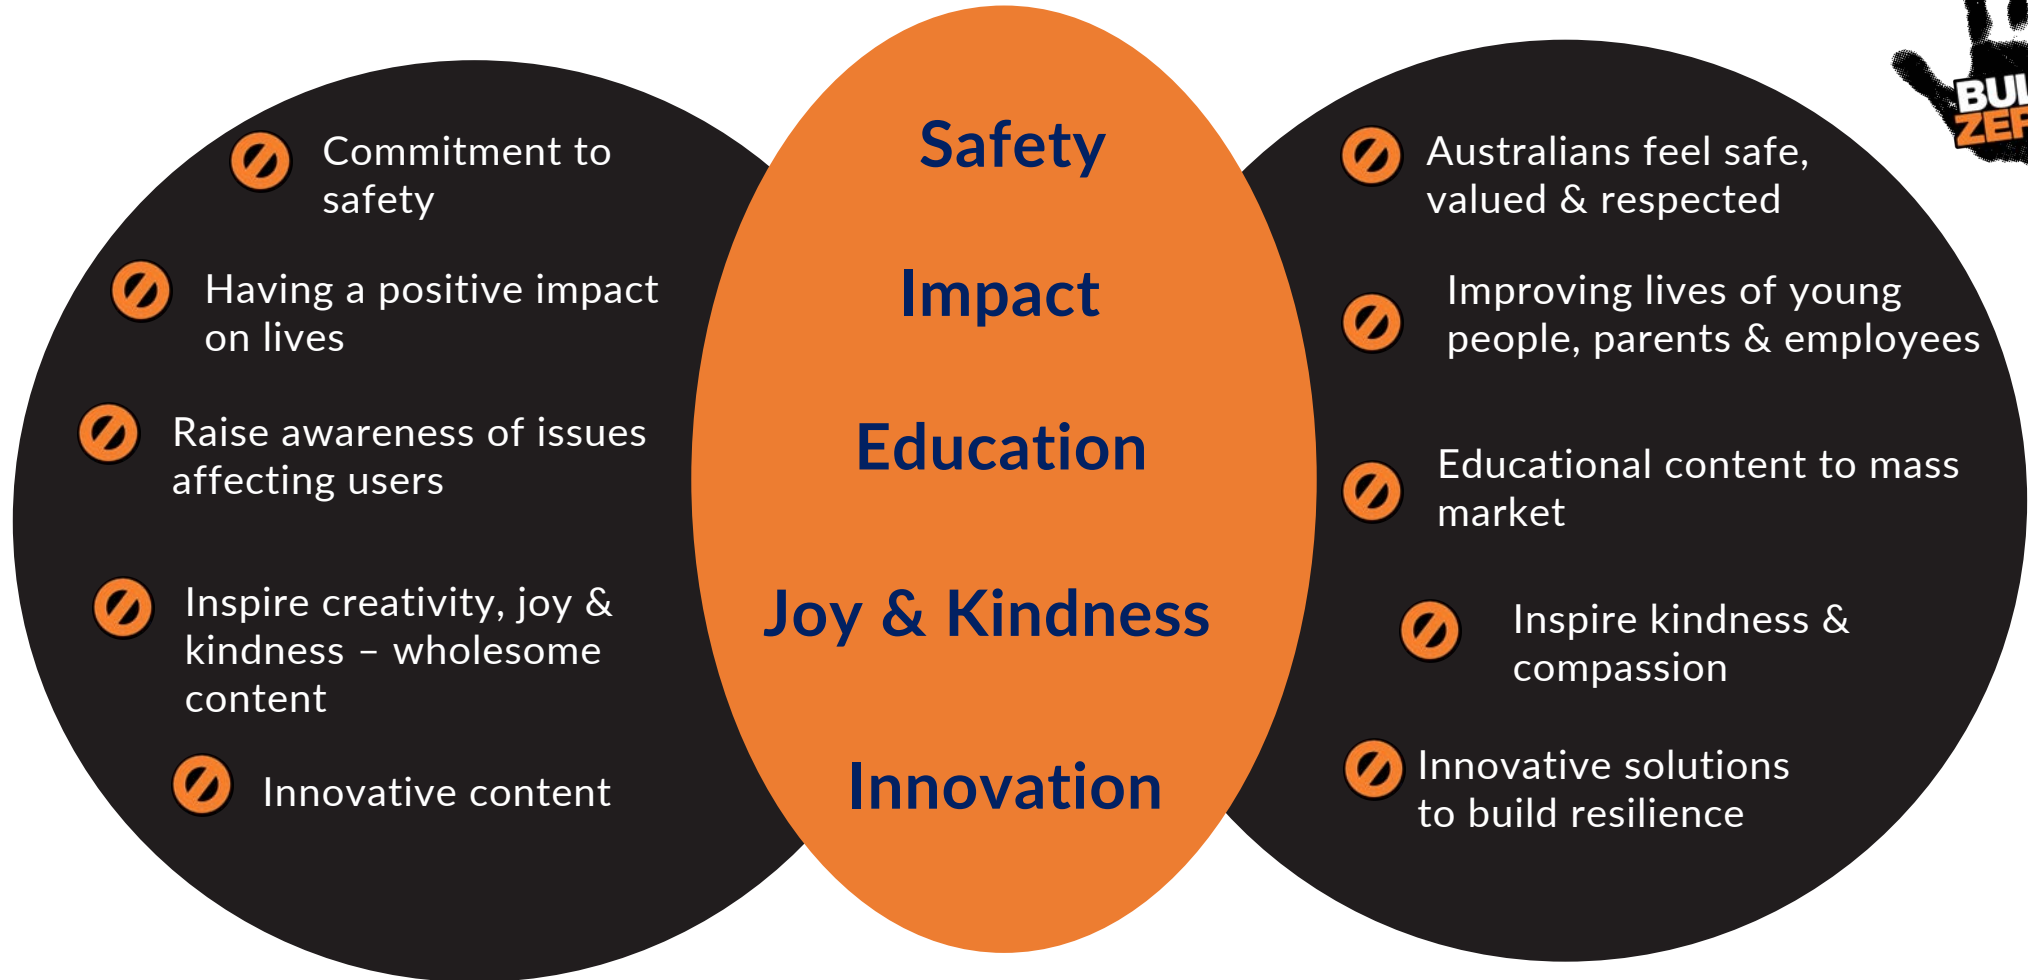 Commitment to
safety
Having a positive impact
on lives
Raise awareness of issues
affecting users
Inspire creativity, joy &
kindness – wholesome
content
Innovative content
Safety
Impact
Education
Joy & Kindness
Innovation
Australians feel safe,
valued & respected
Improving lives of young
people, parents & employees
Educational content to mass
market
Inspire kindness &
compassion
Innovative solutions
to build resilience